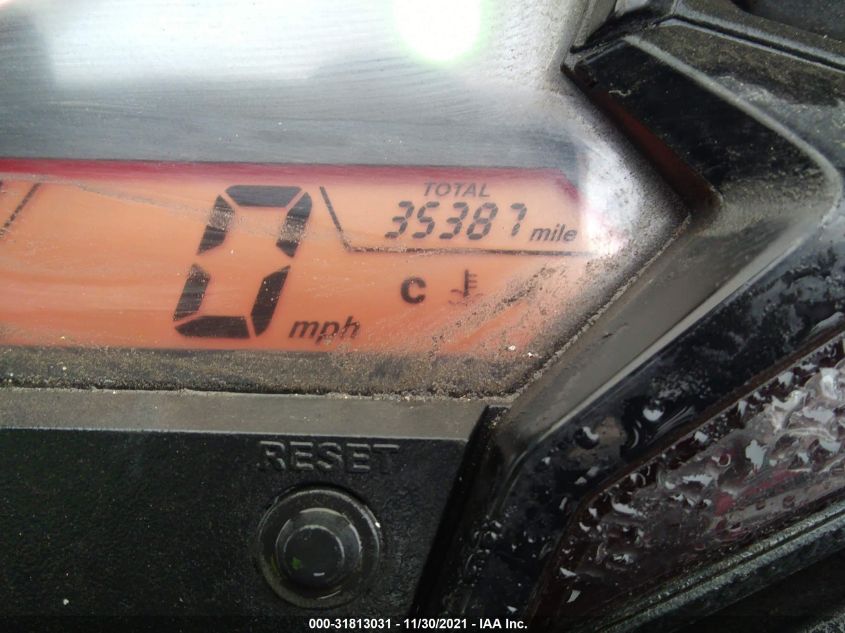 TOTAL
35387 mile
0 mph
C
RESET
000-31813031 - 11/30/2021 - IAA Inc.